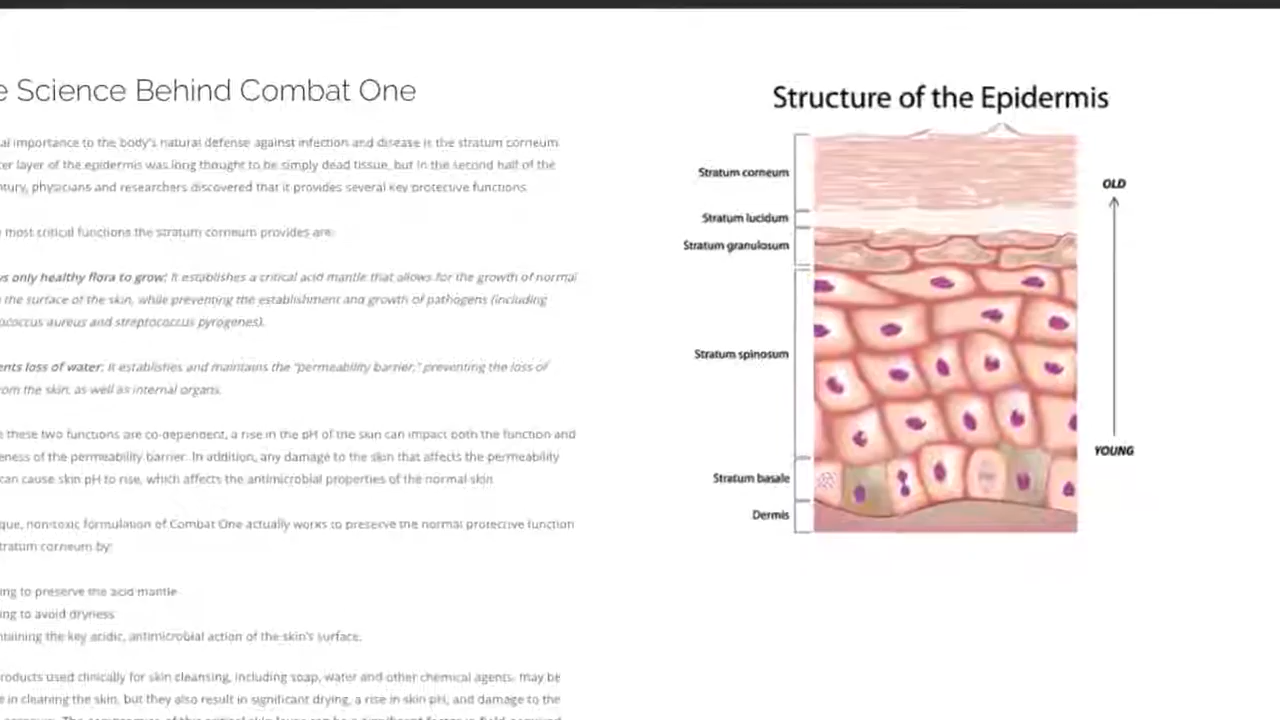 e Science Behind Combat One
al importance to the body's natural defense against infection and disease is the stratum corneum.
er layer of the epidermis was long thought to be simply dead tissue, but in the second half of the
ntury, physicians and researchers discovered that it provides several key protective functions.
most critical functions the stratum corneum provides are:
s only healthy flora to grow: It establishes a critical acid mantle that allows for the growth of normal
the surface of the skin, while preventing the establishment and growth of pathogens (including
ococcus aureus and streptococcus pyrogenes).
ents loss of water: It establishes and maintains the "permeability barrier," preventing the loss of
om the skin, as well as internal organs.
these two functions are co-dependent, a rise in the pH of the skin can impact both the function and
eness of the permeability barrier. In addition, any damage to the skin that affects the permeability
can cause skin pH to rise, which affects the antimicrobial properties of the normal skin.
que, non-toxic formulation of Combat One actually works to preserve the normal protective function
tratum corneum by:
ng to preserve the acid mantle
ng to avoid dryness
ntaining the key acidic, antimicrobial action of the skin's surface.
roducts used clinically for skin cleansing, including soap, water and other chemical agents, may be
e in cleaning the skin, but they also result in significant drying, a rise in skin pH, and damage to the
Structure of the Epidermis
Stratum corneum
Stratum lucidum
Stratum granulosum
Stratum spinosum
Stratum basale
Dermis
OLD
YOUNG